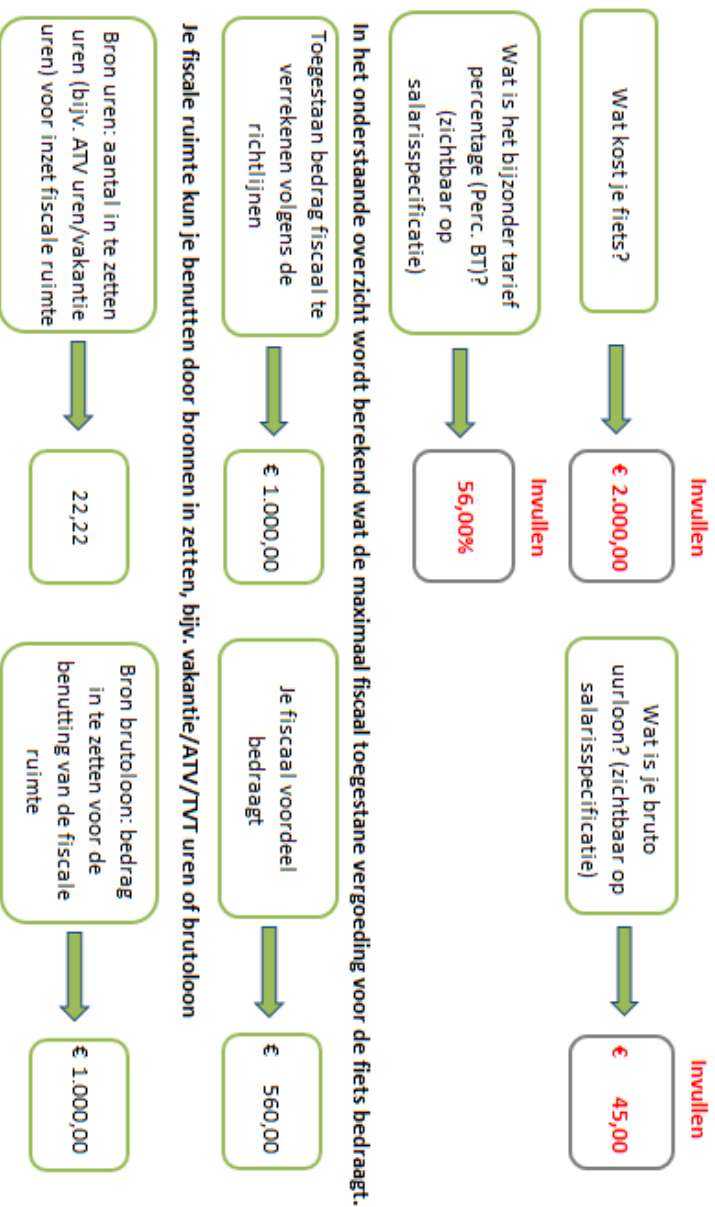 Invullen
Invullen
Wat kost je fiets?
€ 2.000,00
Wat is je bruto
uurloon? (zichtbaar op
salarisspecificatie)
€ 45,00
Invullen
Wat is het bijzonder tarief
percentage (Perc. BT)?
(zichtbaar op
salarisspecificatie)
56,00%
In het onderstaande overzicht wordt berekend wat de maximaal fiscaal toegestane vergoeding voor de fiets bedraagt.
Toegestaan bedrag fiscaal te
verrekenen volgens de
richtlijnen
€ 1.000,00
Je fiscaal voordeel
bedraagt
€ 560,00
Je fiscale ruimte kun je benutten door bronnen in te zetten, bijv. vakantie/ATV/TVT uren of brutoloon
Bron uren: aantal in te zetten
uren (bijv. ATV uren/vakantie
uren) voor inzet fiscale ruimte
22,22
Bron brutoloon: bedrag
in te zetten voor de
benutting van de fiscale
ruimte
€ 1.000,00